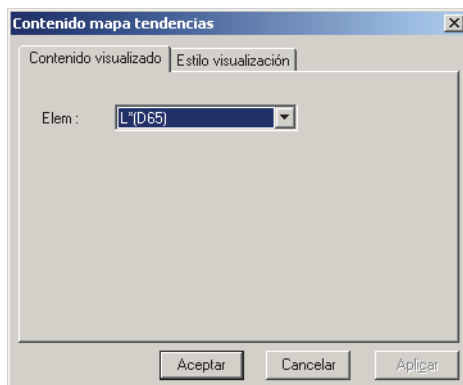 Contenido mapa tendencias
Contenido visualizado Estilo visualización
Elem : L*(D65)
Aceptar Cancelar Aplicar